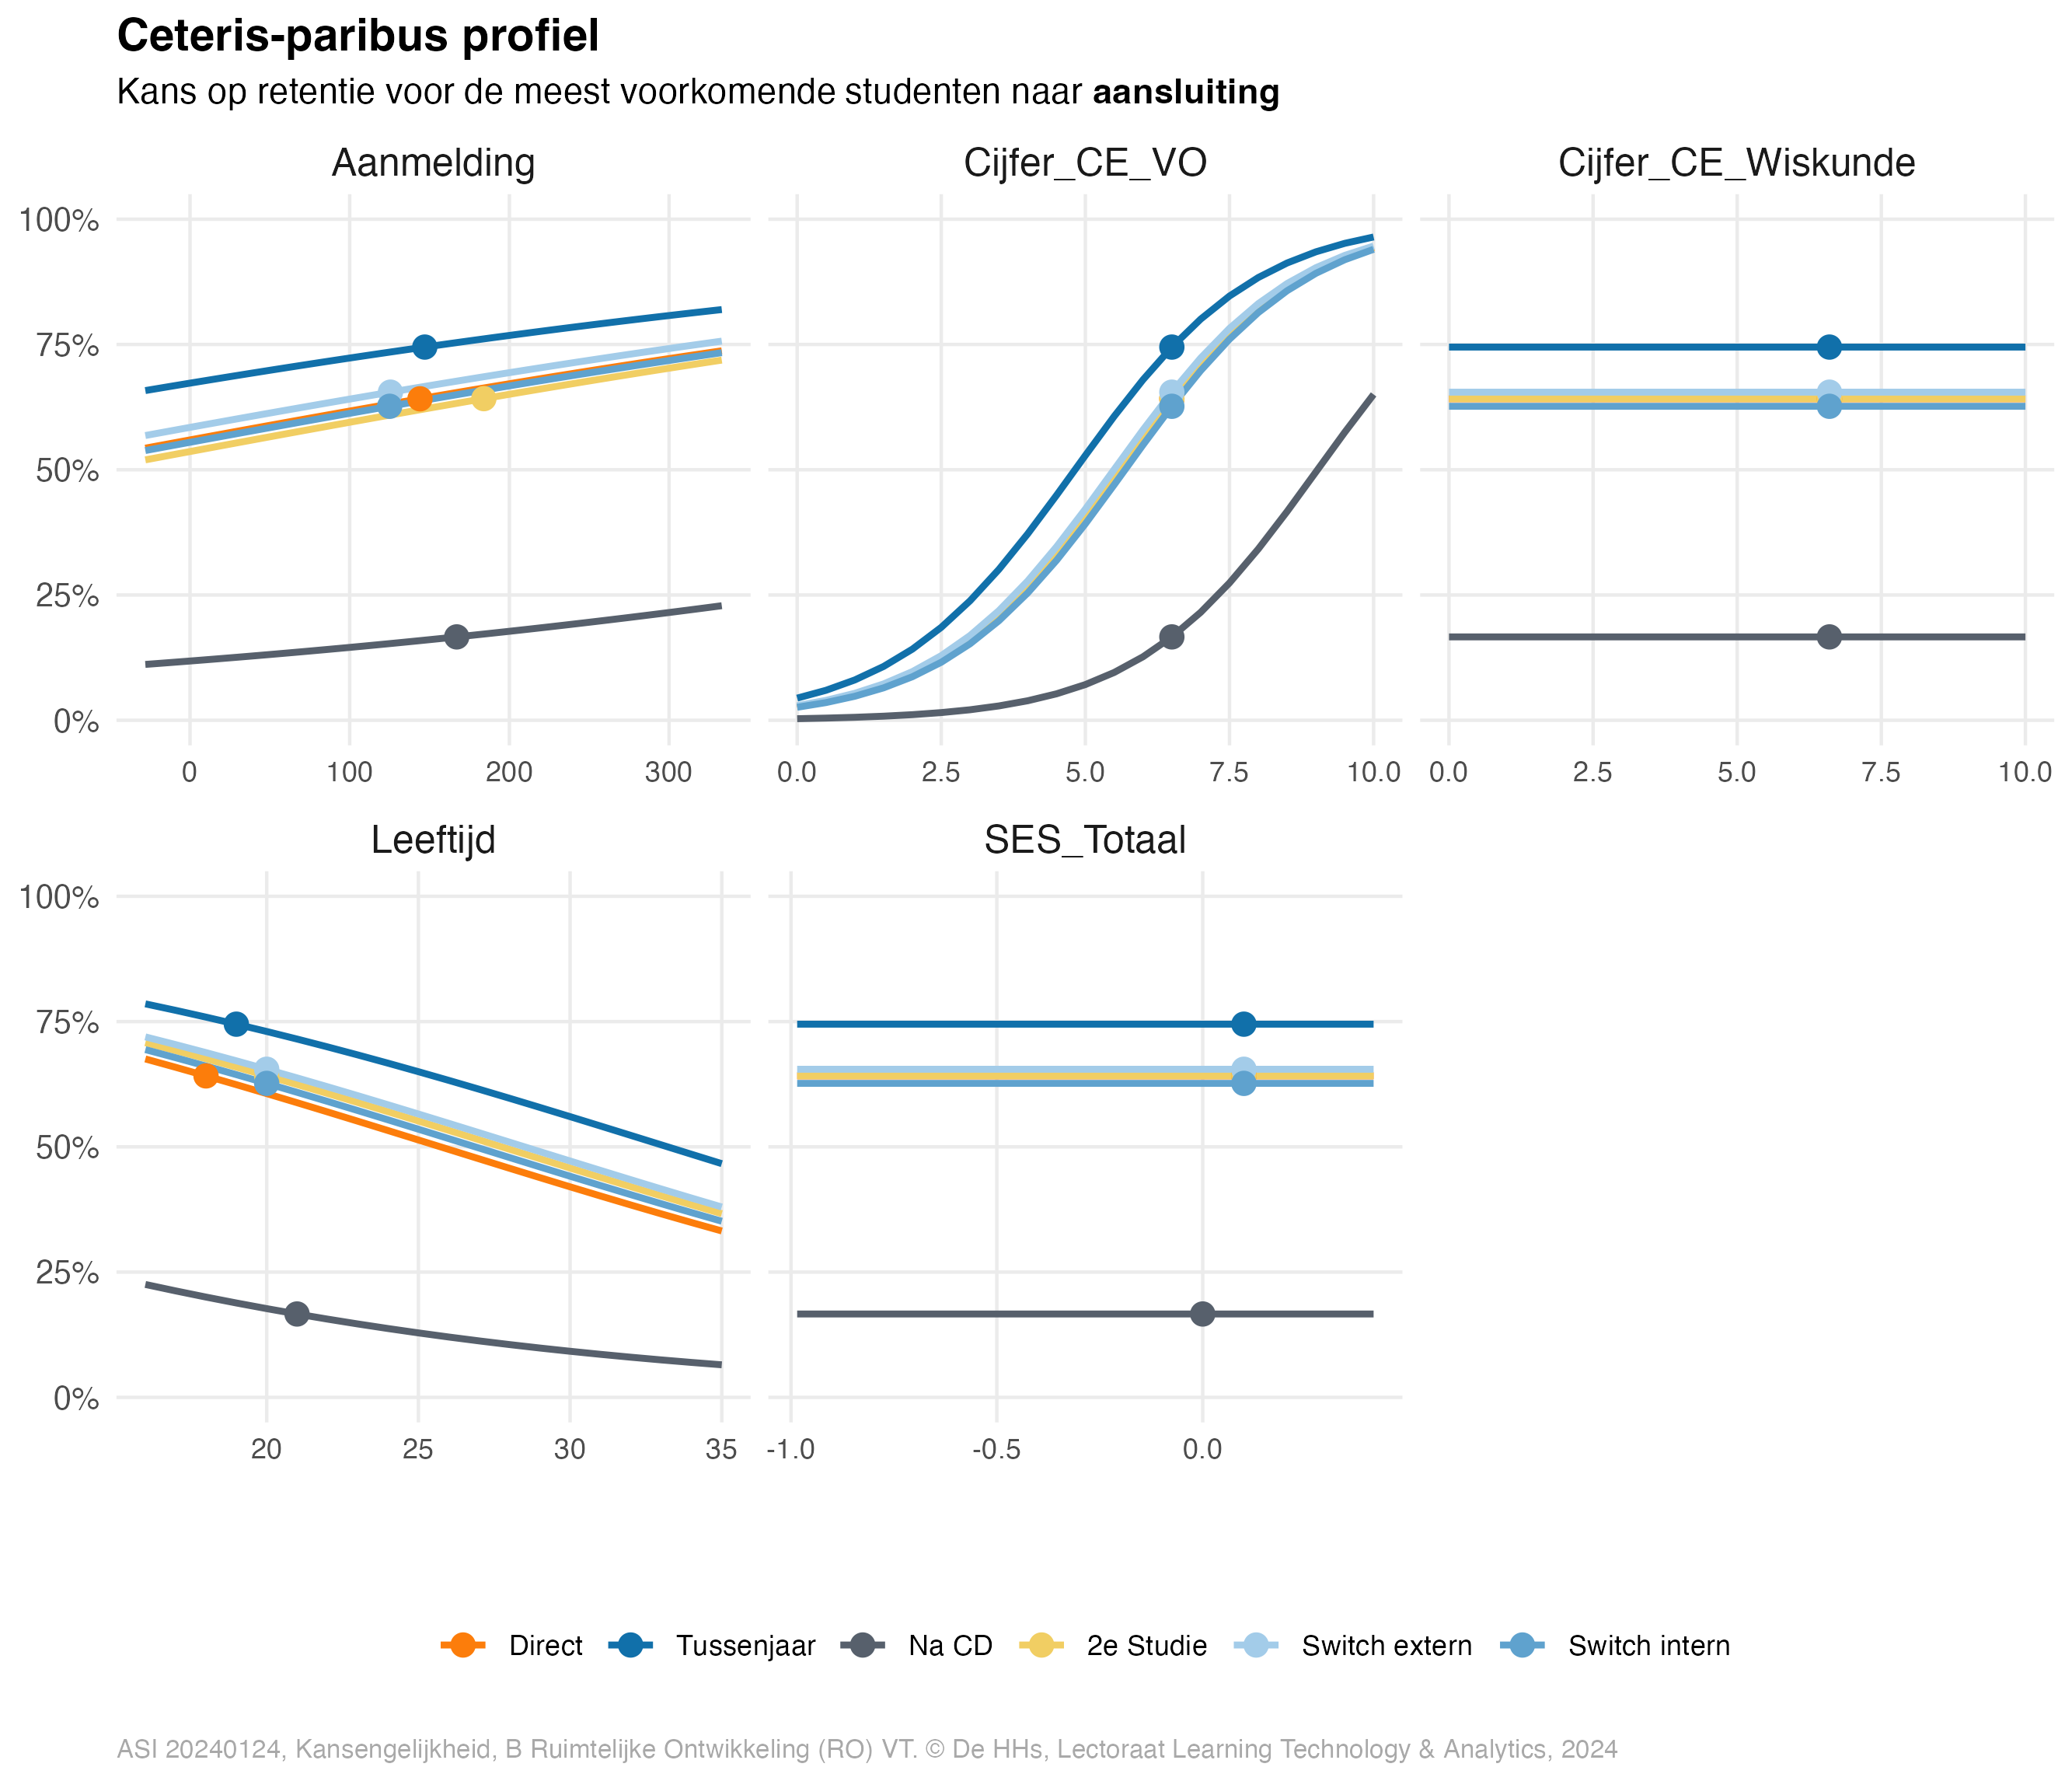 Ceteris-paribus profiel
Kans op retentie voor de meest voorkomende studenten naar aansluiting
Aanmelding
Cijfer_CE_VO
Cijfer_CE_Wiskunde
100%
75%
50%
25%
0%
0 100 200 300
0.0 2.5 5.0 7.5 10.0
0.0 2.5 5.0 7.5 10.0
Leeftijd
SES_Totaal
100%
75%
50%
25%
0%
20 25 30 35
-1.0 -0.5 0.0
Direct Tussenjaar Na CD 2e Studie Switch extern Switch intern
ASI 20240124, Kansengelijkheid, B Ruimtelijke Ontwikkeling (RO) VT. © De HHs, Lectoraat Learning Technology & Analytics, 2024